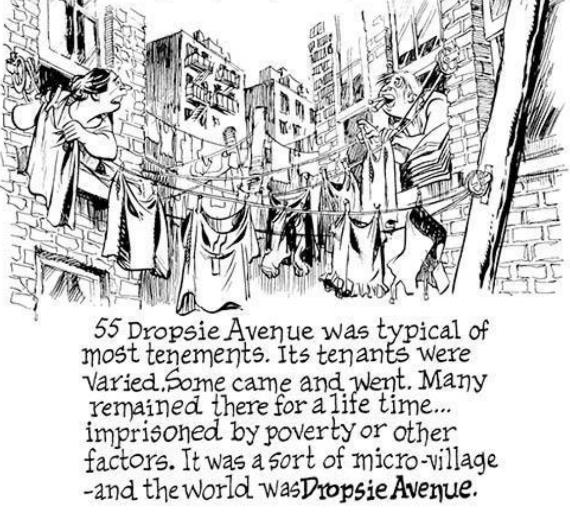 55 Dropsie Avenue was typical of
most tenements. Its tenants were
varied. Some came and went. Many
remained there for a life time...
imprisoned by poverty or other
factors. It was a sort of micro-village
-and the world was Dropsie Avenue.